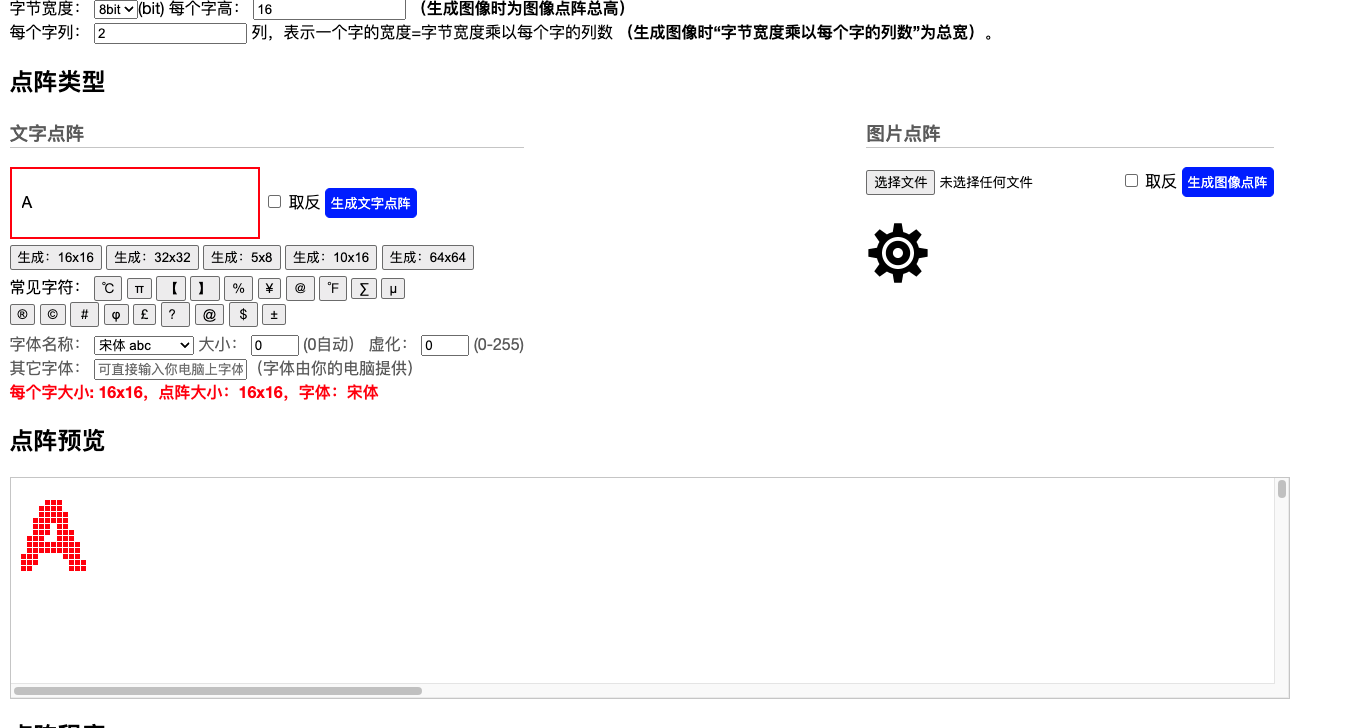 字节宽度： 8bit (bit) 每个字高： 16 （生成图像时为图像点阵总高）
每个字列： 2 列，表示一个字的宽度=字节宽度乘以每个字的列数 （生成图像时“字节宽度乘以每个字的列数”为总宽）。
点阵类型
文字点阵
图片点阵
A 取反 生成文字点阵
选择文件 未选择任何文件 取反 生成图像点阵
生成：16x16 生成：32x32 生成：5x8 生成：10x16 生成：64x64
常见字符： ℃ π 【 】 % ¥ @ ℉ ∑ μ
® © # φ £ ? @ $ ±
字体名称： 宋体 abc 大小： 0 (0自动） 虚化： 0 (0-255)
其它字体： 可直接输入你电脑上字体 （字体由你的电脑提供）
每个字大小: 16x16，点阵大小：16x16，字体：宋体
点阵预览
A